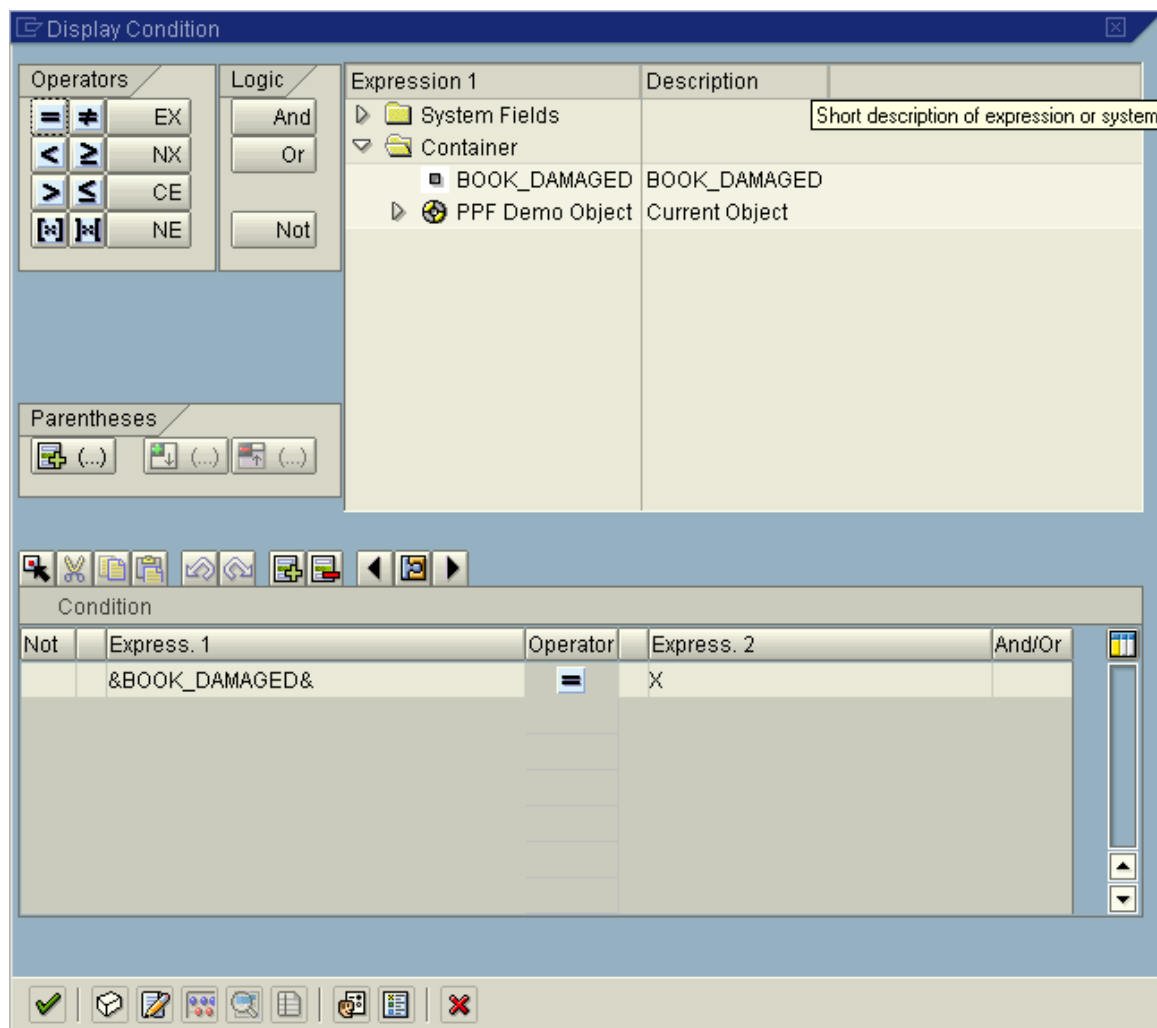 Display Condition
Operators
Logic
Expression 1
Description
= ≠ EX
And
System Fields
Short description of expression or system
< ≥ NX
Or
Container
> ≤ CE
BOOK_DAMAGED
BOOK_DAMAGED
NE
Not
PPF Demo Object
Current Object
Parentheses
(...)
(...)
(...)
Condition
Not
Express. 1
Operator
Express. 2
And/Or
&BOOK_DAMAGED&
=
X